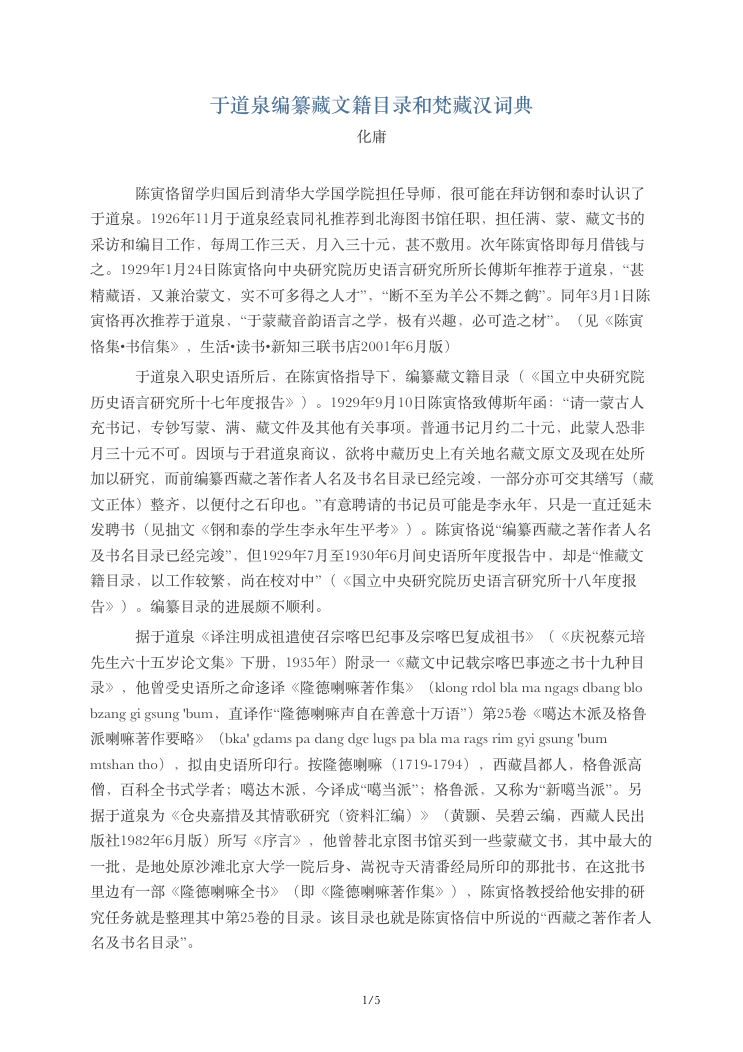 于道泉编纂藏文籍目录和梵藏汉词典
化庸
陈寅恪留学归国后到清华大学国学院担任导师，很可能在拜访钢和泰时认识了
于道泉。1926年11月于道泉经袁同礼推荐到北海图书馆任职，担任满、蒙、藏文书的
采访和编目工作，每周工作三天，月入三十元，甚不敷用。次年陈寅恪即每月借钱与
之。1929年1月24日陈寅恪向中央研究院历史语言研究所所长傅斯年推荐于道泉，“甚
精藏语，又兼治蒙文，实不可多得之人才”，“断不至为羊公不舞之鹤”。同年3月1日陈
寅恪再次推荐于道泉，“于蒙藏音韵语言之学，极有兴趣，必可造之材”。（见《陈寅
恪集•书信集》，生活•读书•新知三联书店2001年6月版）
于道泉入职史语所后，在陈寅恪指导下，编纂藏文籍目录（《国立中央研究院
历史语言研究所十七年度报告》）。1929年9月10日陈寅恪致傅斯年函：“请一蒙古人
充书记，专钞写蒙、满、藏文件及其他有关事项。普通书记月约二十元，此蒙人恐非
月三十元不可。因顷与于君道泉商议，欲将中藏历史上有关地名藏文原文及现在处所
加以研究，而前编纂西藏之著作者人名及书名目录已经完竣，一部分亦可交其缮写（藏
文正体）整齐，以便付之石印也。”有意聘请的书记员可能是李永年，只是一直迁延未
发聘书（见拙文《钢和泰的学生李永年生平考》）。陈寅恪说“编纂西藏之著作者人名
及书名目录已经完竣”，但1929年7月至1930年6月间史语所年度报告中，却是“惟藏文
籍目录，以工作较繁，尚在校对中”（《国立中央研究院历史语言研究所十八年度报
告》）。编纂目录的进展颇不顺利。
据于道泉《译注明成祖遣使召宗喀巴纪事及宗喀巴复成祖书》（《庆祝蔡元培
先生六十五岁论文集》下册，1935年）附录一《藏文中记载宗喀巴事迹之书十九种目
录》，他曾受史语所之命迻译《隆德喇嘛著作集》（klong rdol bla ma ngags dbang blo
bzang gi gsung 'bum，直译作“隆德喇嘛声自在善意十万语”）第25卷《噶达木派及格鲁
派喇嘛著作要略》（bka' gdams pa dang dge lugs pa bla ma rags rim gyi gsung 'bum
mtshan tho），拟由史语所印行。按隆德喇嘛（1719-1794），西藏昌都人，格鲁派高
僧，百科全书式学者；噶达木派，今译成“噶当派”；格鲁派，又称为“新噶当派”。另
据于道泉为《仓央嘉措及其情歌研究（资料汇编）》（黄颢、吴碧云编，西藏人民出
版社1982年6月版）所写《序言》，他曾替北京图书馆买到一些蒙藏文书，其中最大的
一批，是地处原沙滩北京大学一院后身、嵩祝寺天清番经局所印的那批书，在这批书
里边有一部《隆德喇嘛全书》（即《隆德喇嘛著作集》），陈寅恪教授给他安排的研
究任务就是整理其中第25卷的目录。该目录也就是陈寅恪信中所说的“西藏之著作者人
名及书名目录”。
1/5